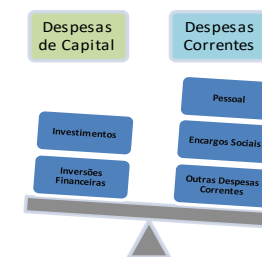 Despesas
de Capital
Despesas
Correntes
Pessoal
Investimentos
Encargos Sociais
Inversões
Financeiras
Outras Despesas
Correntes